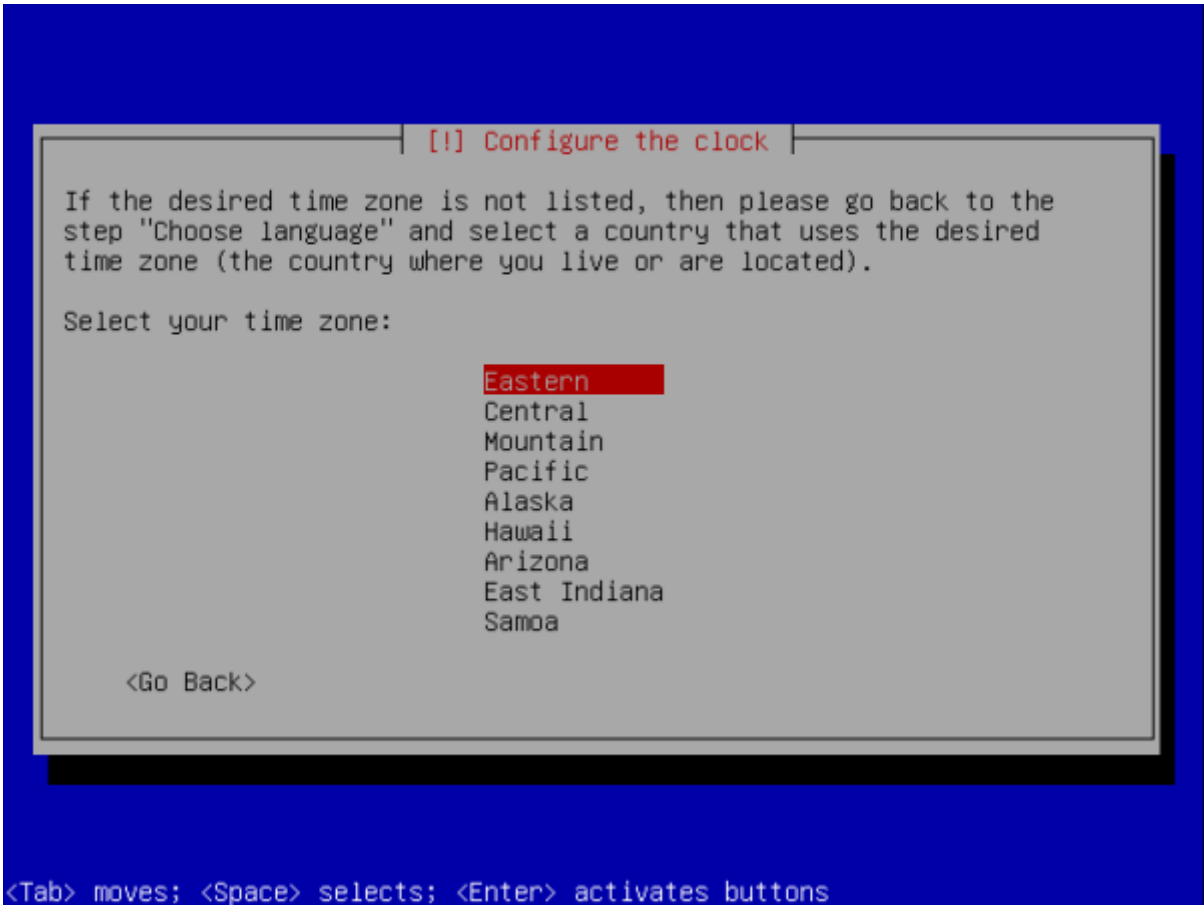 [!] Configure the clock
If the desired time zone is not listed, then please go back to the
step "Choose language" and select a country that uses the desired
time zone (the country where you live or are located).
Select your time zone:
Eastern
Central
Mountain
Pacific
Alaska
Hawaii
Arizona
East Indiana
Samoa
<Go Back>
<Tab> moves; <Space> selects; <Enter> activates buttons